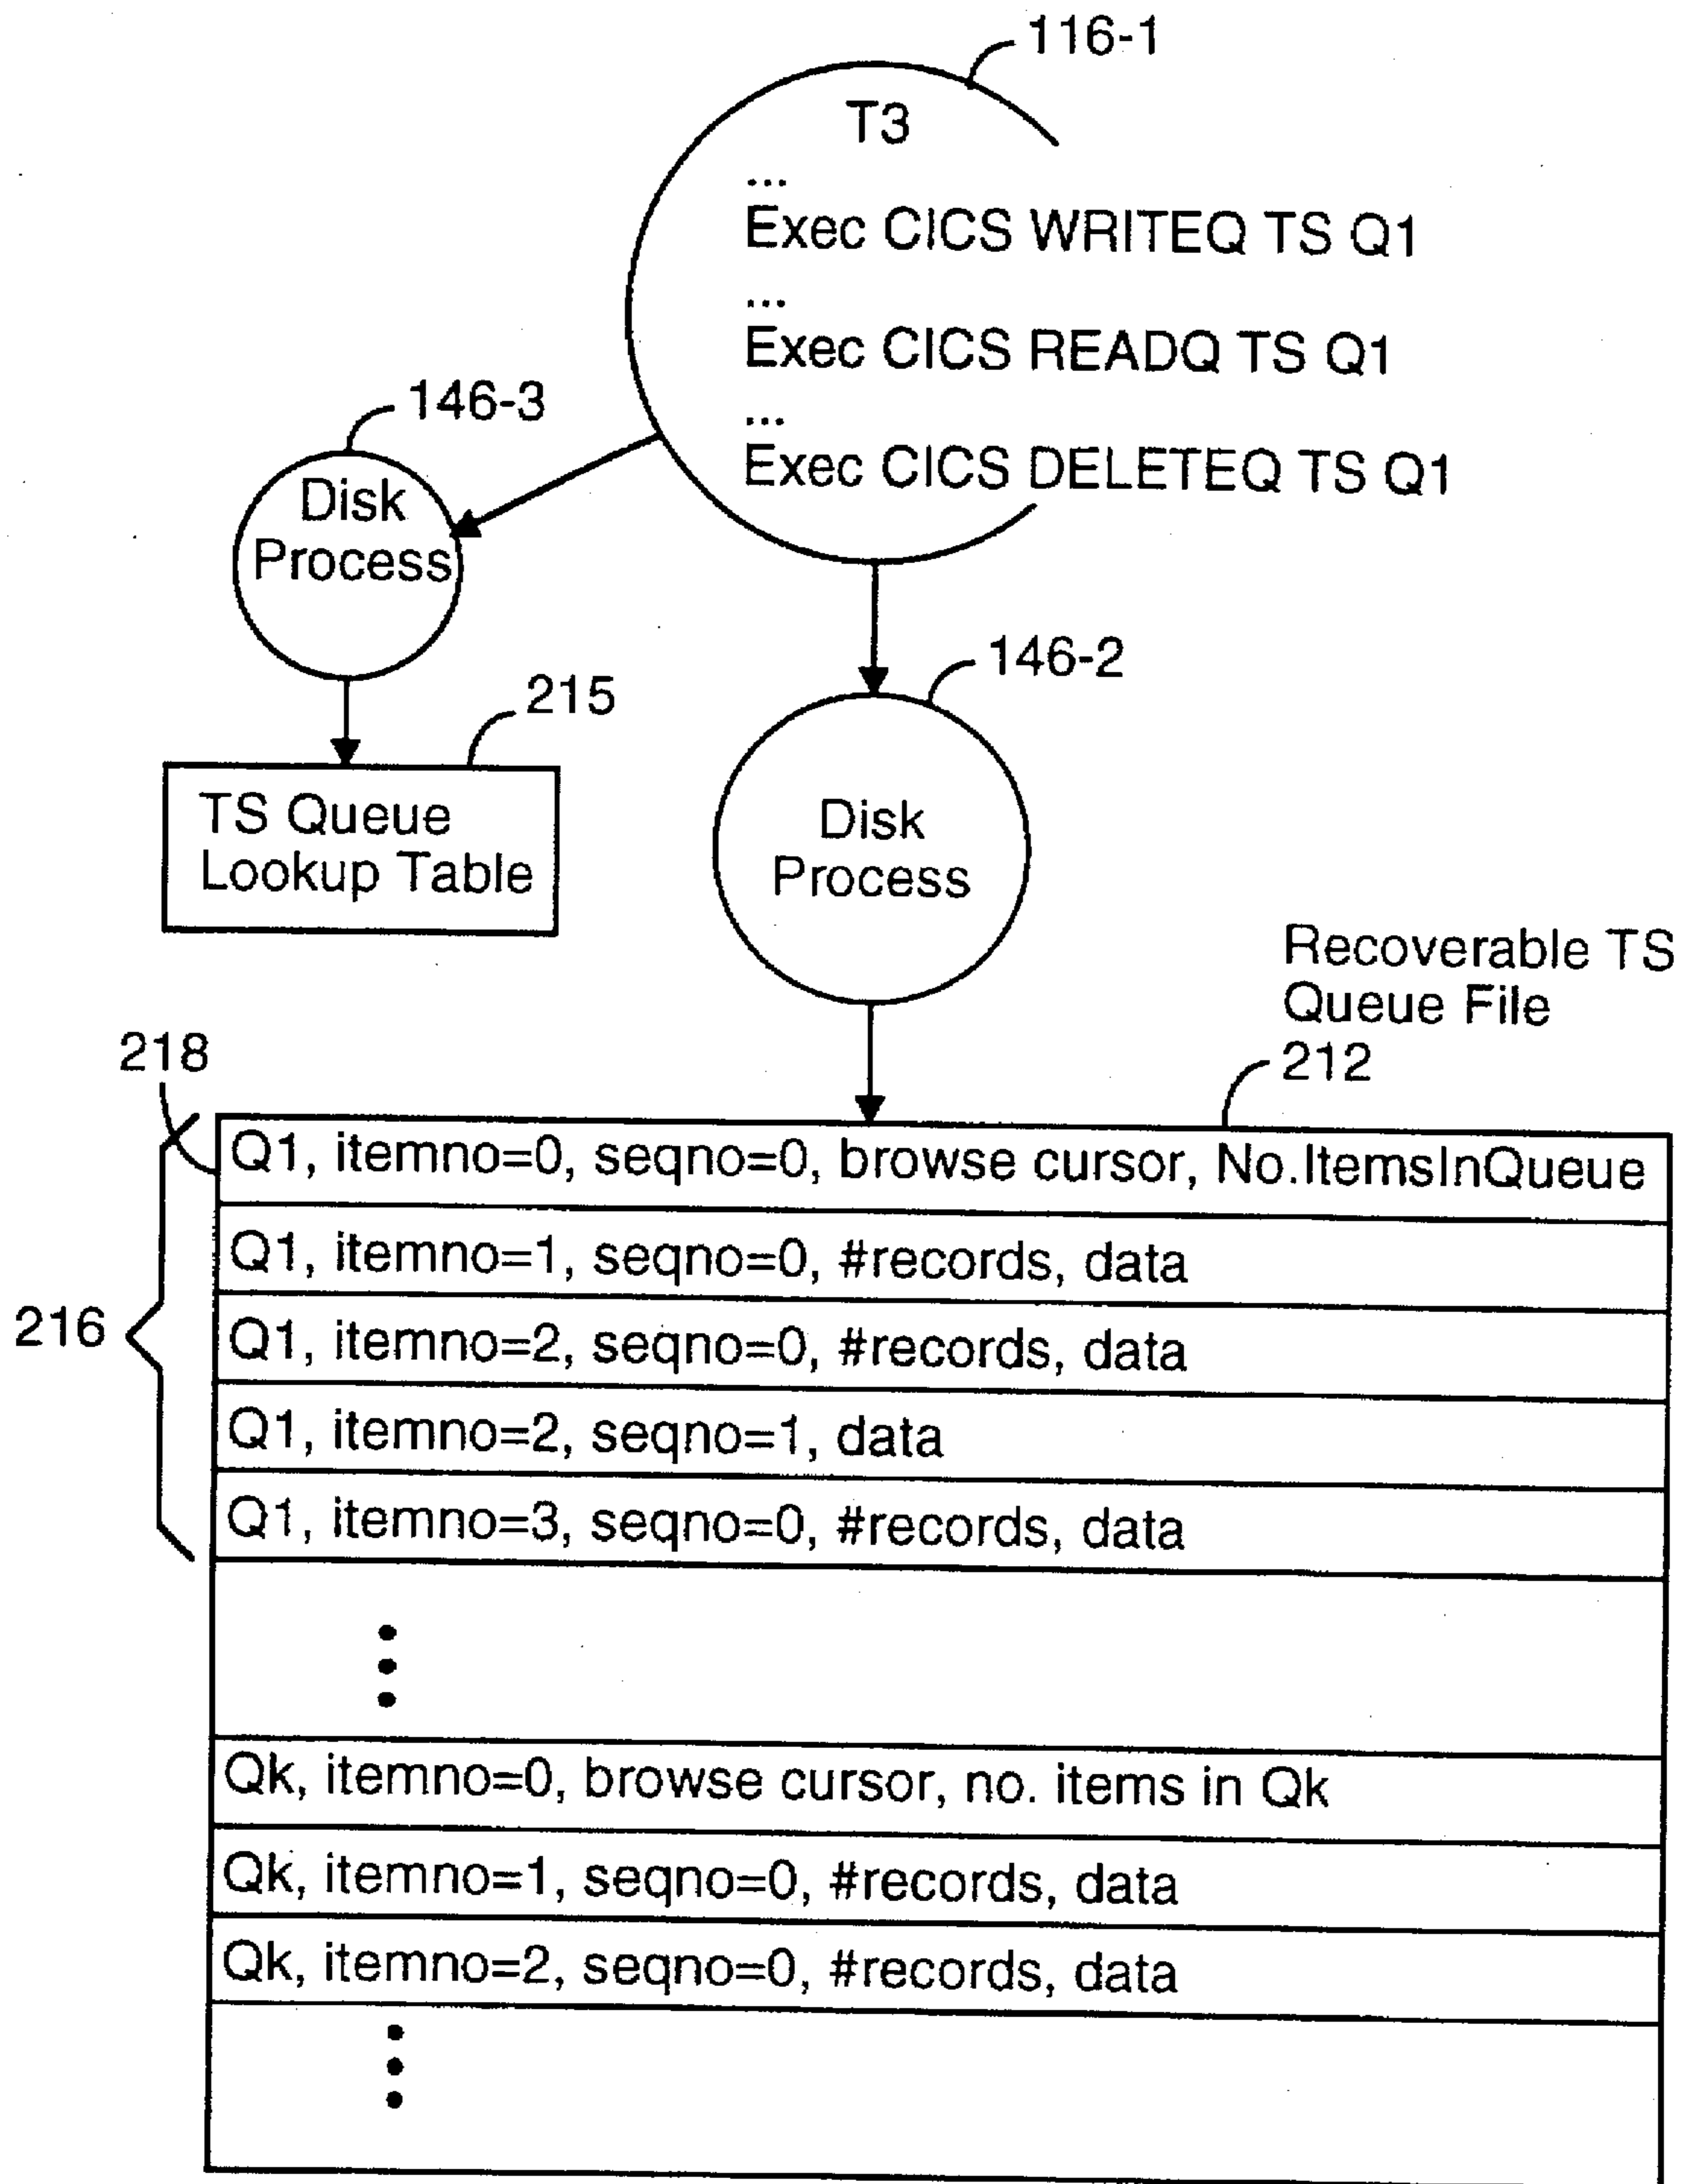 116-1
T3
...
Exec CICS WRITEQ TS Q1
...
Exec CICS READQ TS Q1
...
Exec CICS DELETEQ TS Q1
146-3
Disk
Process
146-2
215
TS Queue
Lookup Table
Disk
Process
Recoverable TS
Queue File
212
218
Q1, itemno=0, seqno=0, browse cursor, No.ItemsInQueue
Q1, itemno=1, seqno=0, #records, data
216
Q1, itemno=2, seqno=0, #records, data
Q1, itemno=2, seqno=1, data
Q1, itemno=3, seqno=0, #records, data
Qk, itemno=0, browse cursor, no. items in Qk
Qk, itemno=1, seqno=0, #records, data
Qk, itemno=2, seqno=0, #records, data